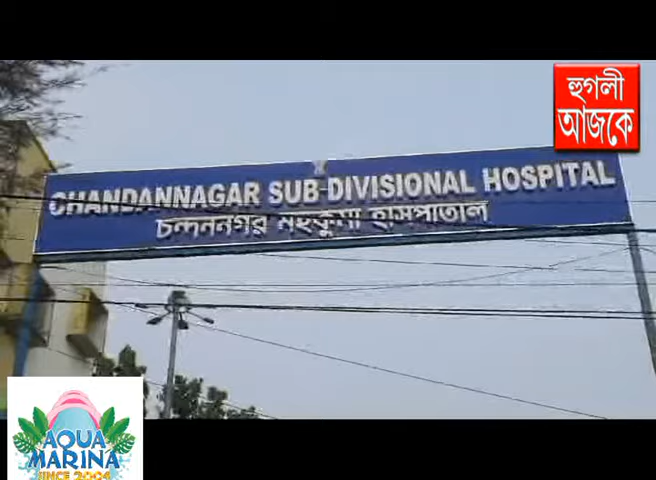 হুগলী
আজকে
CHANDANNAGAR SUB-DIVISIONAL HOSPITAL
চন্দননগর মহকুমা হাসপাতাল
AQUA
MARINA
SINCE 2004